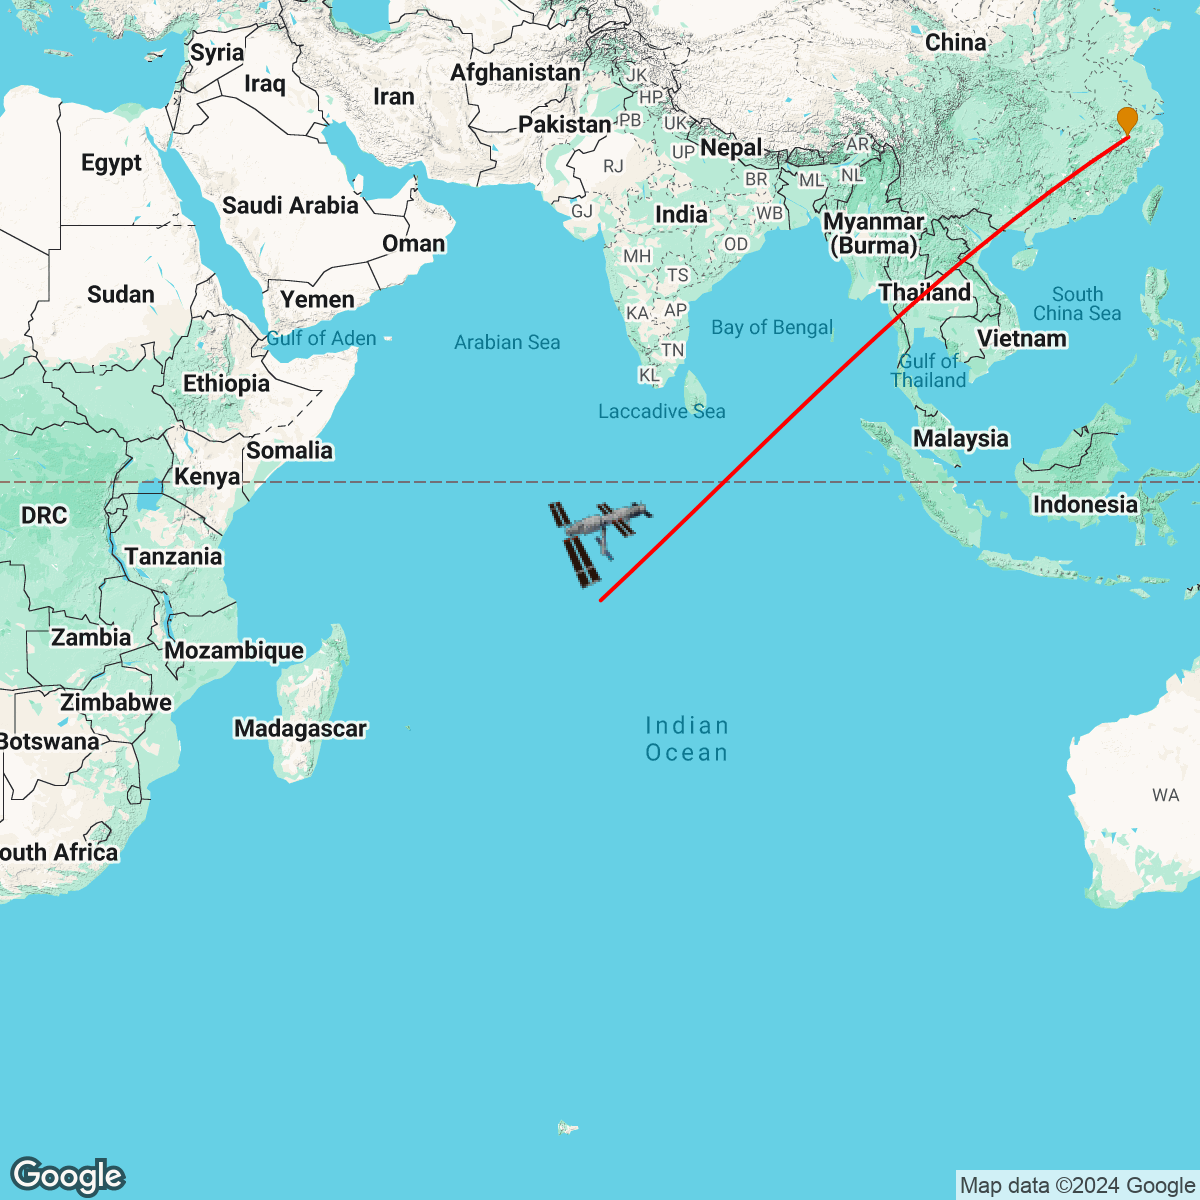 China
Syria
Afghanistan
JK
Iraq
Iran
HP
Pakistan
PB
UK
Nepal
AR
Egypt
UP
RJ
BR
ML
NL
Saudi Arabia
GJ
India
WB
Myanmar
(Burma)
Oman
OD
MH
TS
Sudan
Yemen
Thailand
South
China Sea
KA
AP
Bay of Bengal
Gulf of Aden
Arabian Sea
Vietnam
TN
Gulf of
Thailand
KL
Ethiopia
Laccadive Sea
Malaysia
Somalia
Kenya
DRC
Indonesia
Tanzania
Zambia
Mozambique
Zimbabwe
Madagascar
Indian
Ocean
Botswana
WA
outh Africa
Google
Map data ©2024 Google